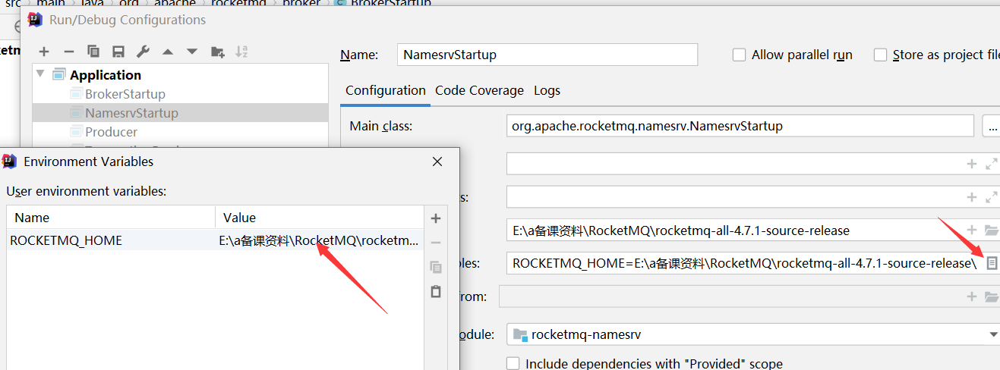 src main java org apache rocketmq broker BrokerStartup
Run/Debug Configurations
Name: NamesrvStartup Allow parallel run Store as project file
Application
BrokerStartup
NamesrvStartup
Producer
Configuration Code Coverage Logs
Main class: org.apache.rocketmq.namesrv.NamesrvStartup ...
s:
E:\a备课资料\RocketMQ\rocketmq-all-4.7.1-source-release
les: ROCKETMQ_HOME=E:\a备课资料\RocketMQ\rocketmq-all-4.7.1-source-release\
from:
odule: rocketmq-namesrv
Include dependencies with "Provided" scope
Environment Variables
User environment variables:
Name Value
ROCKETMQ_HOME E:\a备课资料\RocketMQ\rocketm...